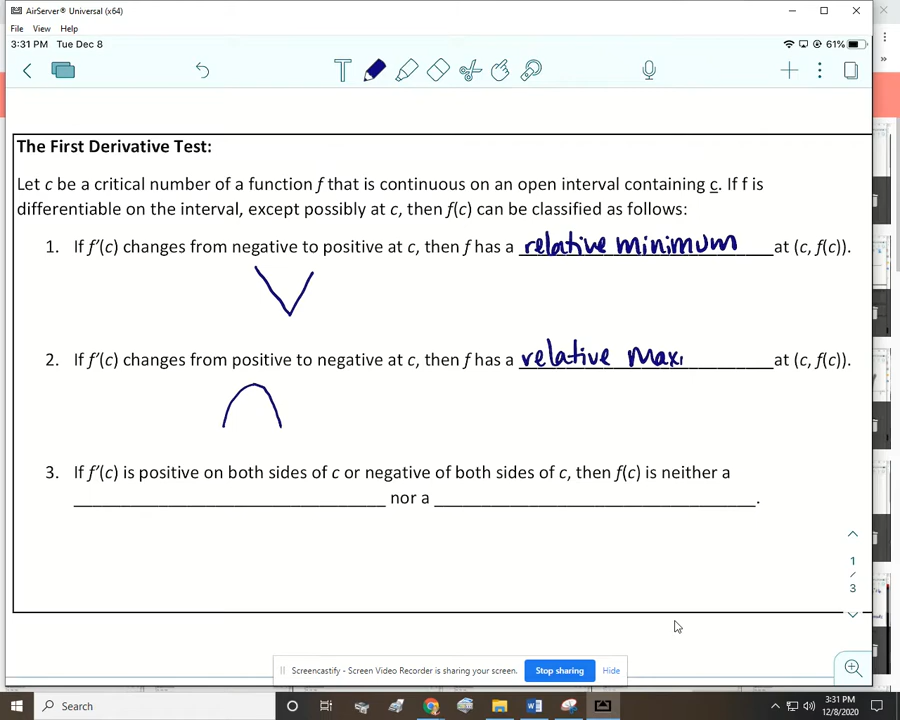 AirServer® Universal (x64)
File View Help
3:31 PM Tue Dec 8
61%
T
The First Derivative Test:
Let c be a critical number of a function f that is continuous on an open interval containing c. If f is
differentiable on the interval, except possibly at c, then f(c) can be classified as follows:
1. If f'(c) changes from negative to positive at c, then f has a relative minimum at (c, f(c)).
2. If f'(c) changes from positive to negative at c, then f has a relative maxi at (c, f(c)).
3. If f'(c) is positive on both sides of c or negative of both sides of c, then f(c) is neither a
____________________ nor a ____________________.
1
/
3
Screencastify - Screen Video Recorder is sharing your screen. Stop sharing Hide
Search
3:31 PM
12/8/2020